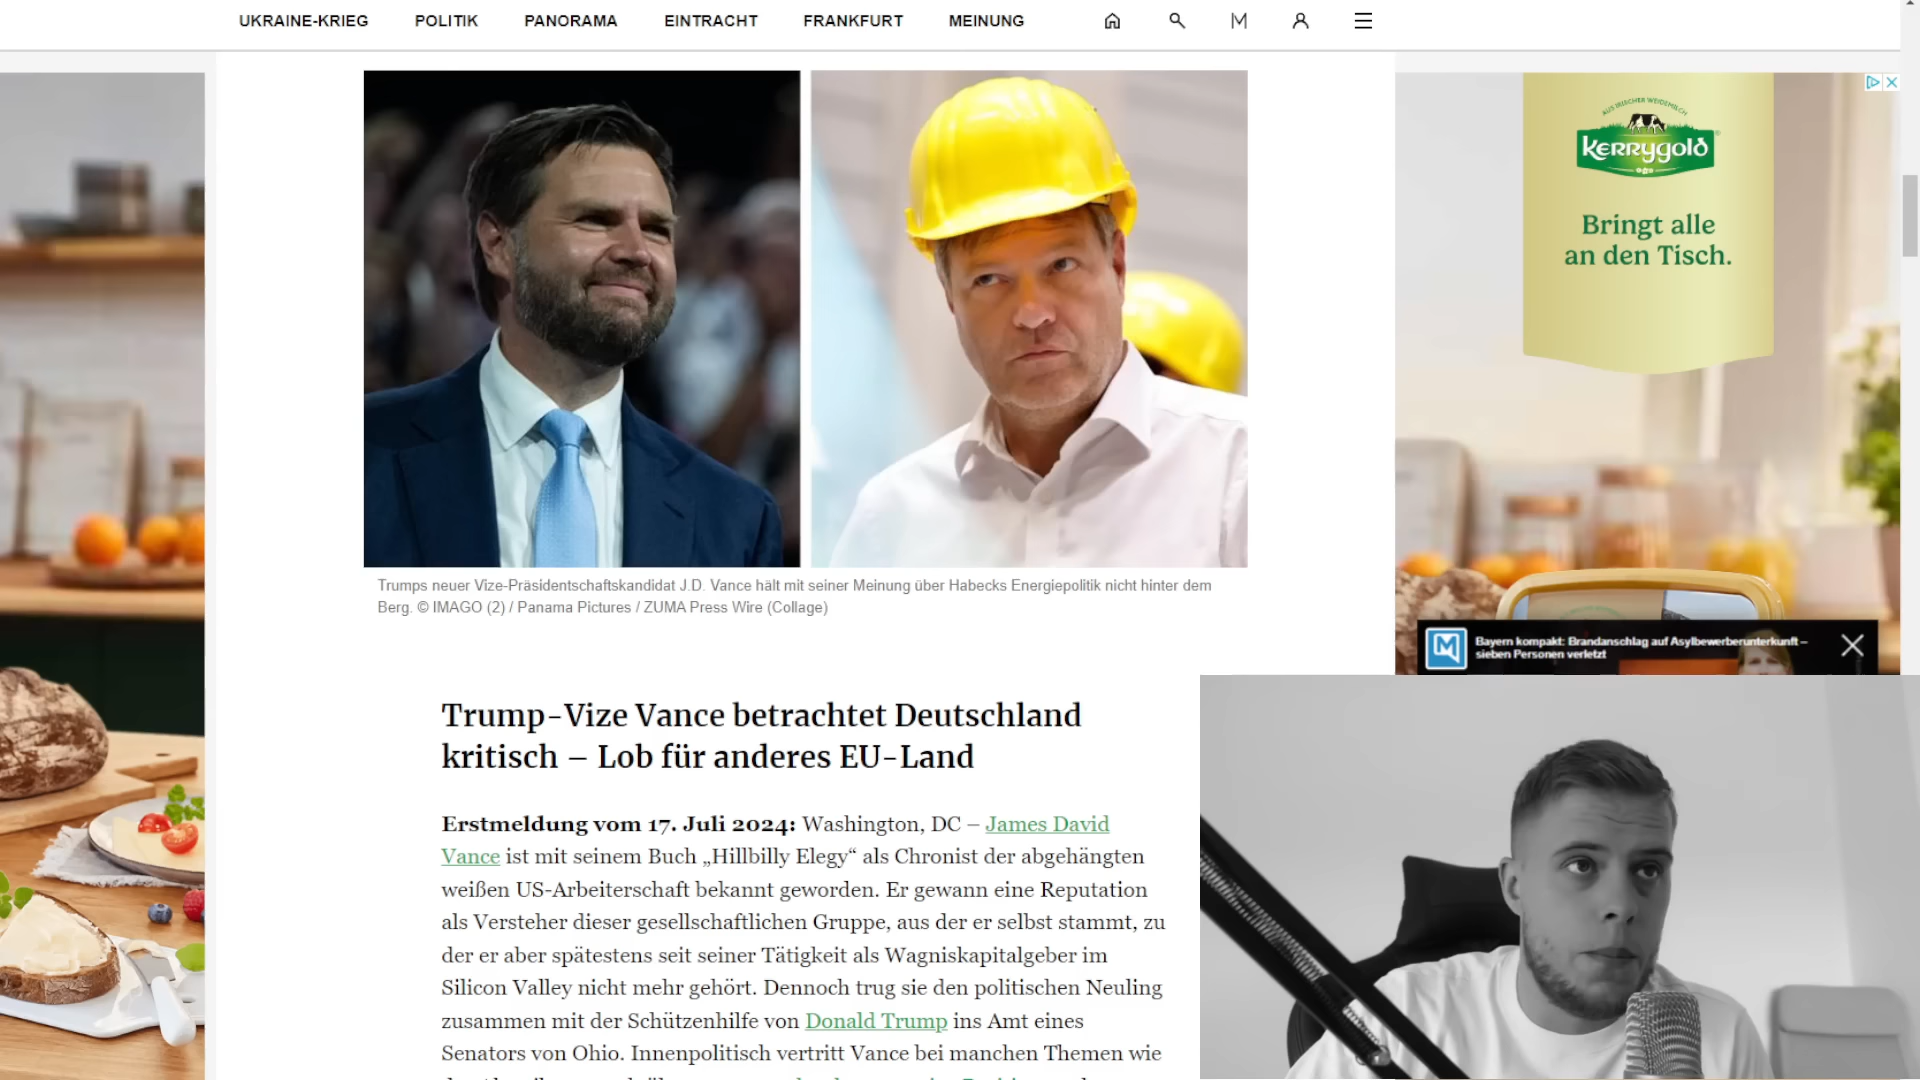 UKRAINE-KRIEG POLITIK PANORAMA EINTRACHT FRANKFURT MEINUNG
AUS IRISCHER WEIDEMILCH
Kerrygold
Bringt alle
an den Tisch.
Trumps neuer Vize-Präsidentschaftskandidat J.D. Vance hält mit seiner Meinung über Habecks Energiepolitik nicht hinter dem
Berg. © IMAGO (2) / Panama Pictures / ZUMA Press Wire (Collage)
Bayern kompakt: Brandanschlag auf Asylbewerberunterkunft –
sieben Personen verletzt
Trump-Vize Vance betrachtet Deutschland
kritisch – Lob für anderes EU-Land
Erstmeldung vom 17. Juli 2024: Washington, DC – James David
Vance ist mit seinem Buch „Hillbilly Elegy“ als Chronist der abgehängten
weißen US-Arbeiterschaft bekannt geworden. Er gewann eine Reputation
als Versteher dieser gesellschaftlichen Gruppe, aus der er selbst stammt, zu
der er aber spätestens seit seiner Tätigkeit als Wagniskapitalgeber im
Silicon Valley nicht mehr gehört. Dennoch trug sie den politischen Neuling
zusammen mit der Schützenhilfe von Donald Trump ins Amt eines
Senators von Ohio. Innenpolitisch vertritt Vance bei manchen Themen wie